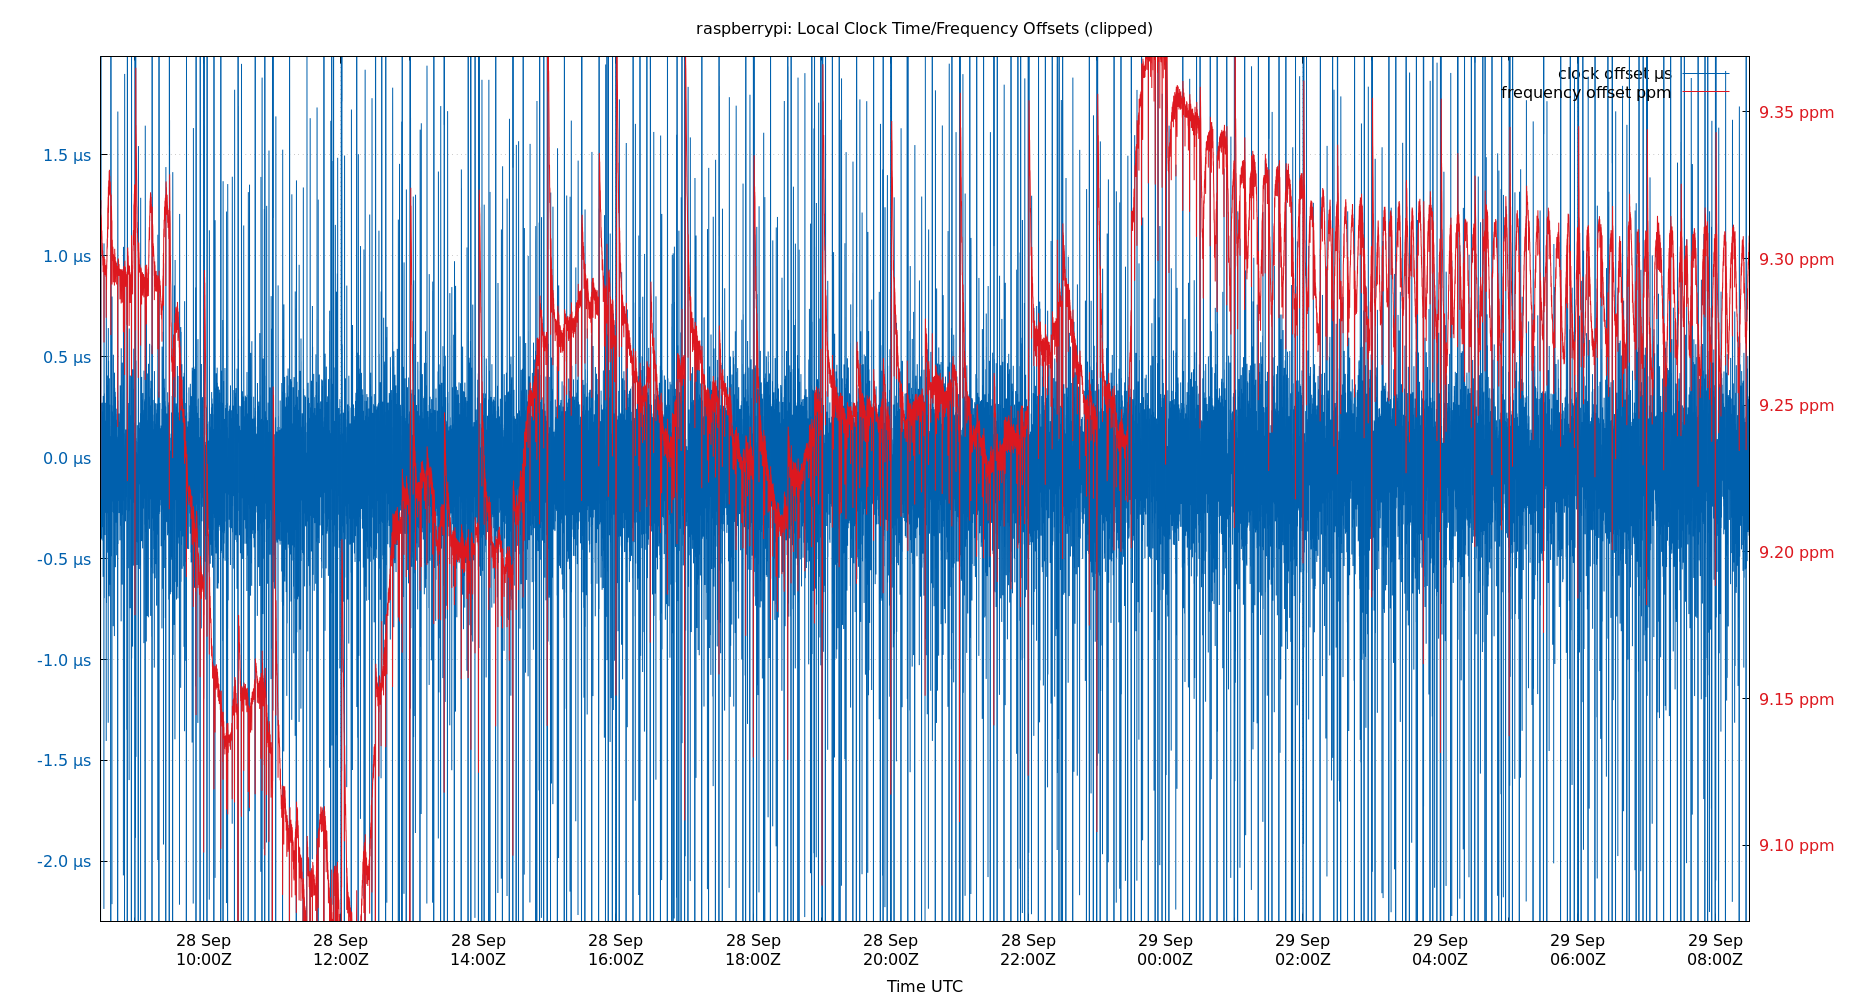 raspberrypi: Local Clock Time/Frequency Offsets (clipped)
clock offset µs
frequency offset ppm
1.5 µs
1.0 µs
0.5 µs
0.0 µs
-0.5 µs
-1.0 µs
-1.5 µs
-2.0 µs
9.35 ppm
9.30 ppm
9.25 ppm
9.20 ppm
9.15 ppm
9.10 ppm
28 Sep
10:00Z
28 Sep
12:00Z
28 Sep
14:00Z
28 Sep
16:00Z
28 Sep
18:00Z
28 Sep
20:00Z
28 Sep
22:00Z
29 Sep
00:00Z
29 Sep
02:00Z
29 Sep
04:00Z
29 Sep
06:00Z
29 Sep
08:00Z
Time UTC